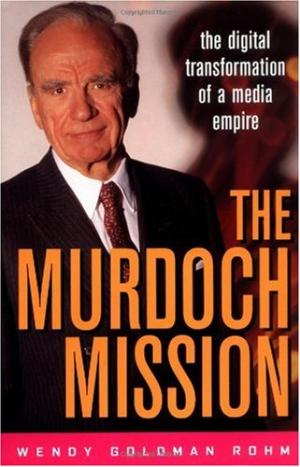 the digital
transformation
of a media
empire
THE
MURDOCH
MISSION
WENDY GOLDMAN ROHM